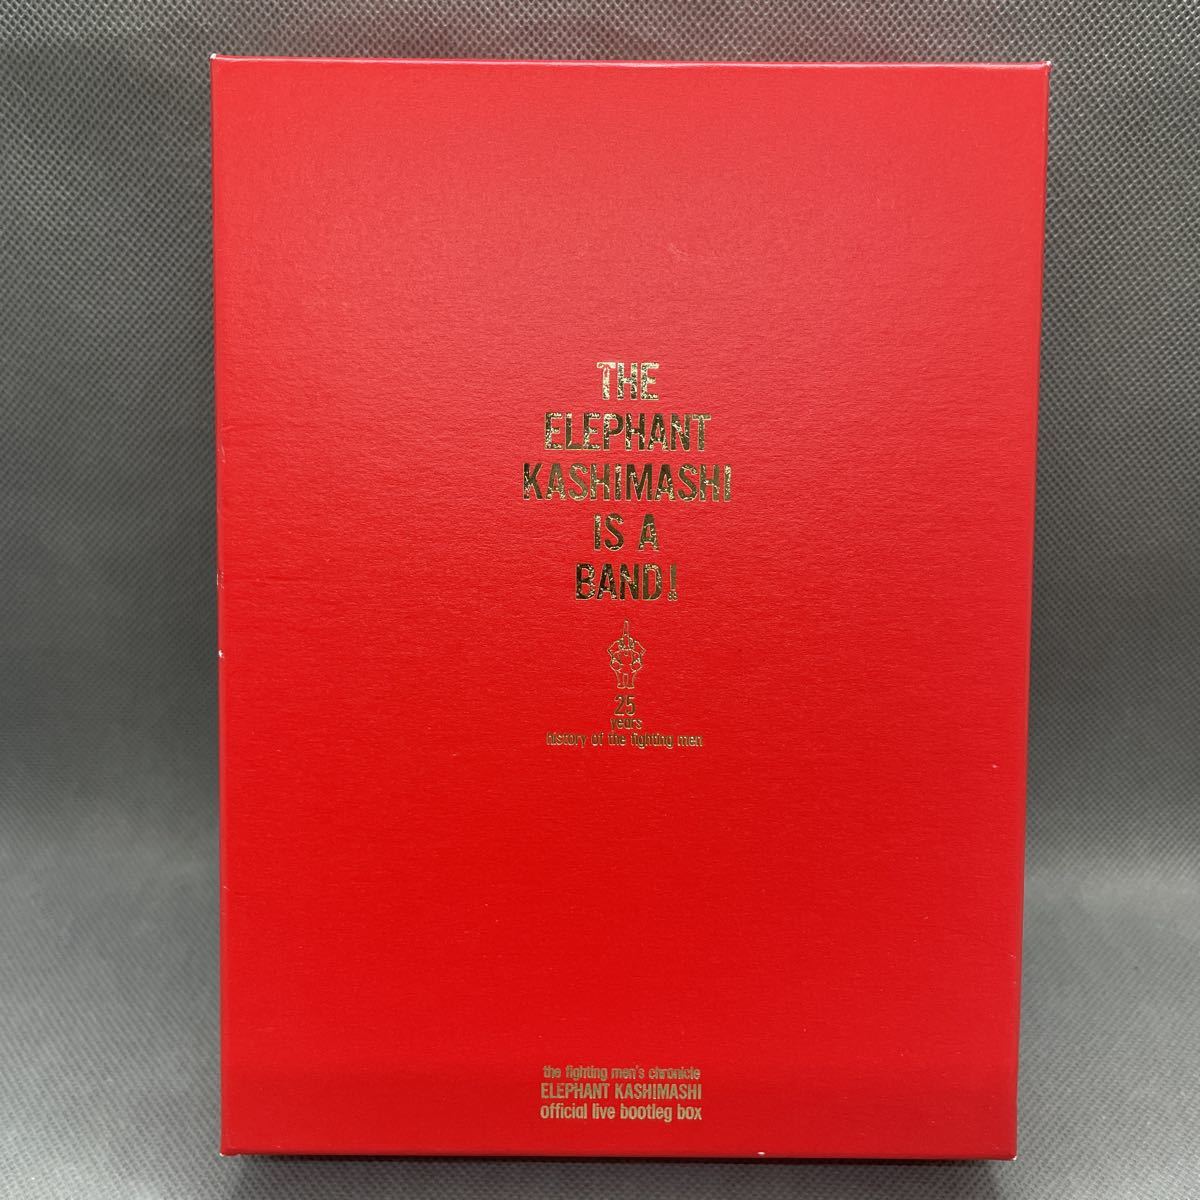 THE
ELEPHANT
KASHIMASHI
IS A
BAND!
25
years
history of the fighting men
the fighting men's chronicle
ELEPHANT KASHIMASHI
official live bootleg box